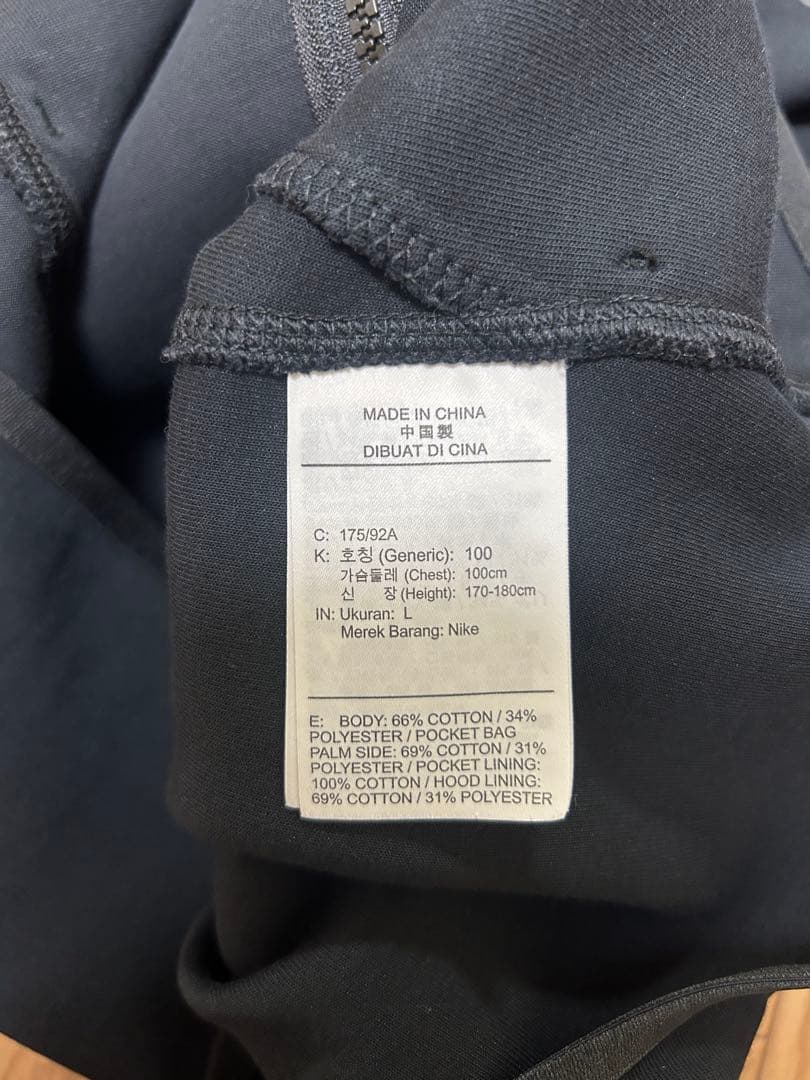 MADE IN CHINA
中国製
DIBUAT DI CINA
C: 175/92A
K: 호칭 (Generic): 100
가슴둘레 (Chest): 100cm
신 장 (Height): 170-180cm
IN: Ukuran: L
Merek Barang: Nike
E: BODY: 66% COTTON / 34%
POLYESTER / POCKET BAG
PALM SIDE: 69% COTTON / 31%
POLYESTER / POCKET LINING:
100% COTTON / HOOD LINING:
69% COTTON / 31% POLYESTER